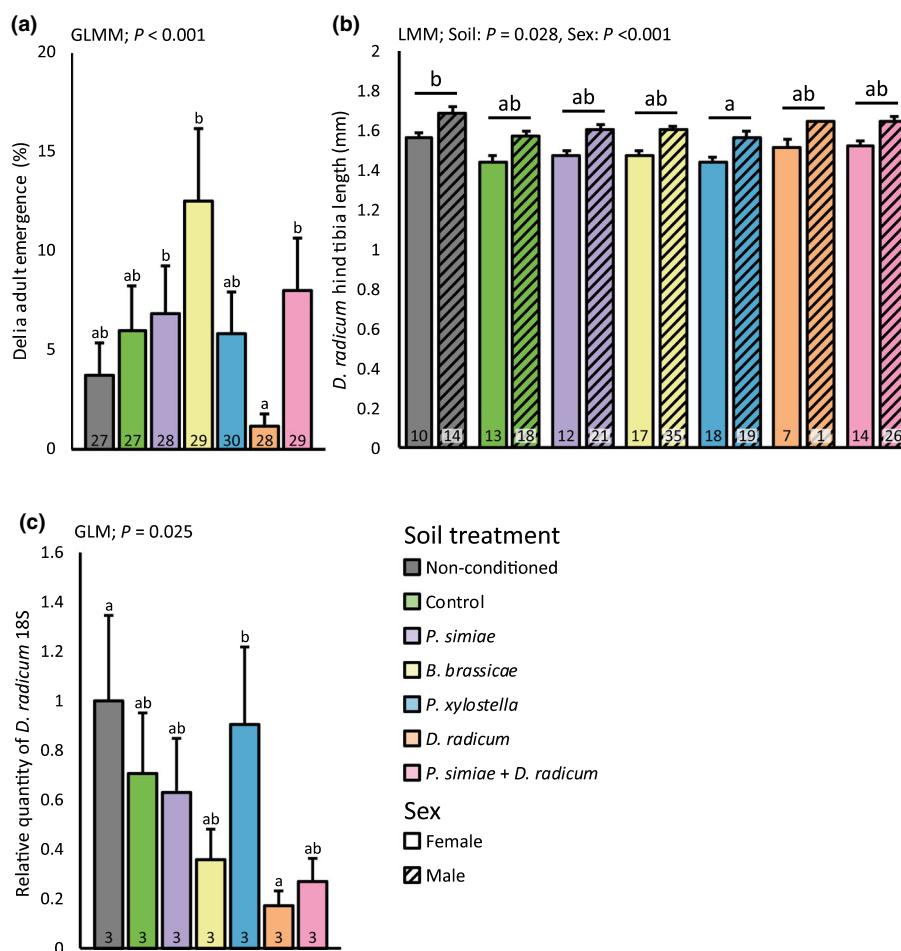 (a)
GLMM; P < 0.001
Delia adult emergence (%)
20
15
10
5
0
ab
ab
b
b
ab
a
b
27
27
28
29
30
28
29
(b)
LMM; Soil: P = 0.028, Sex: P <0.001
D. radicum hind tibia length (mm)
2
1.8
1.6
1.4
1.2
1
0.8
0.6
0.4
0.2
0
b
ab
ab
ab
a
ab
ab
10
14
13
18
12
21
17
35
18
19
7
1
14
26
(c)
GLM; P = 0.025
Relative quantity of D. radicum 18S
1.6
1.4
1.2
1
0.8
0.6
0.4
0.2
0
a
ab
ab
ab
b
a
ab
3
3
3
3
3
3
3
Soil treatment
Non-conditioned
Control
P. simiae
B. brassicae
P. xylostella
D. radicum
P. simiae + D. radicum
Sex
Female
Male